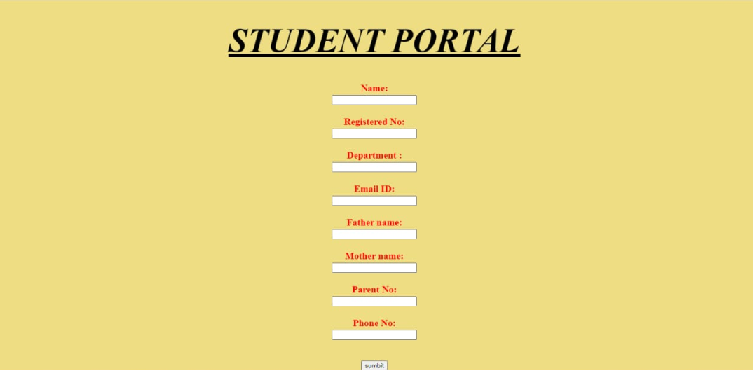 STUDENT PORTAL
Name:
Registered No:
Department :
Email ID:
Father name:
Mother name:
Parent No:
Phone No:
sumbit